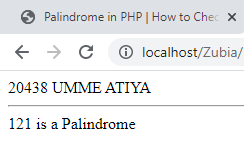 Palindrome in PHP | How to Chec
localhost/Zubia/
20438 UMME ATIYA
121 is a Palindrome